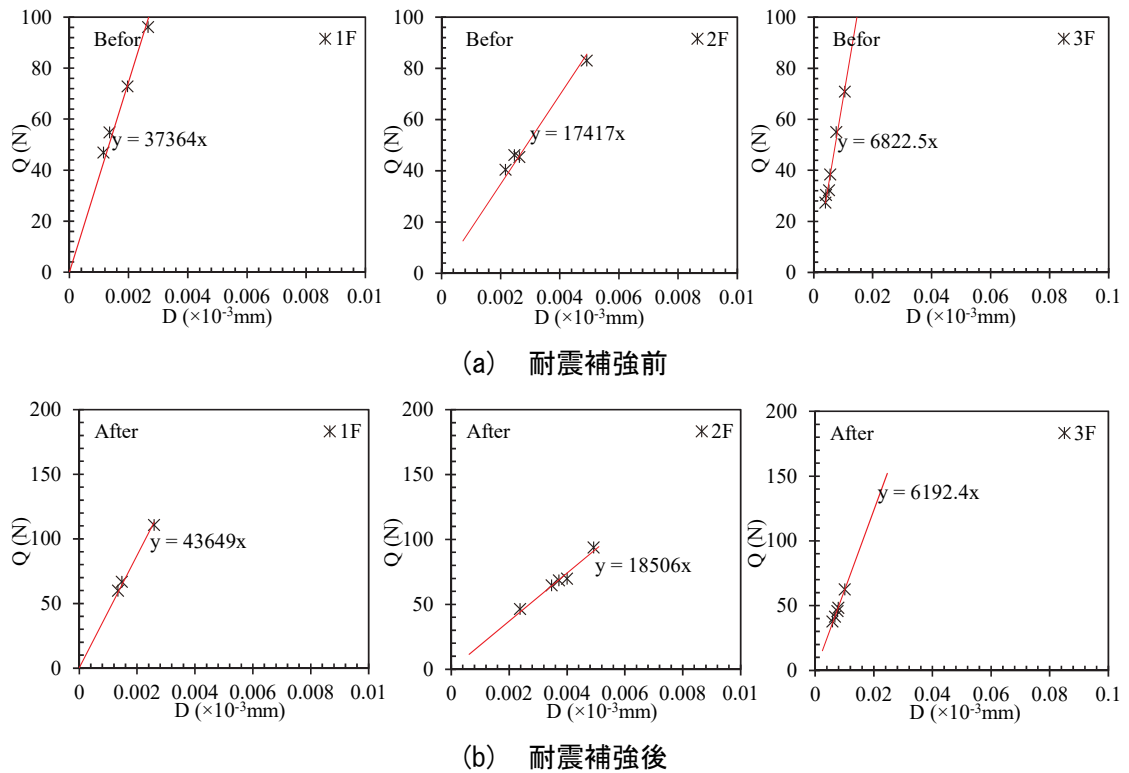 100
80
60
40
20
0
Q (N)
Befor
1F
y = 37364x
0 0.002 0.004 0.006 0.008 0.01
D (×10-3mm)
100
80
60
40
20
0
Q (N)
Befor
2F
y = 17417x
0 0.002 0.004 0.006 0.008 0.01
D (×10-3mm)
100
80
60
40
20
0
Q (N)
Befor
3F
y = 6822.5x
0 0.02 0.04 0.06 0.08 0.1
D (×10-3mm)
(a) 耐震補強前
200
150
100
50
0
Q (N)
After
1F
y = 43649x
0 0.002 0.004 0.006 0.008 0.01
D (×10-3mm)
200
150
100
50
0
Q (N)
After
2F
y = 18506x
0 0.002 0.004 0.006 0.008 0.01
D (×10-3mm)
200
150
100
50
0
Q (N)
After
3F
y = 6192.4x
0 0.02 0.04 0.06 0.08 0.1
D (×10-3mm)
(b) 耐震補強後